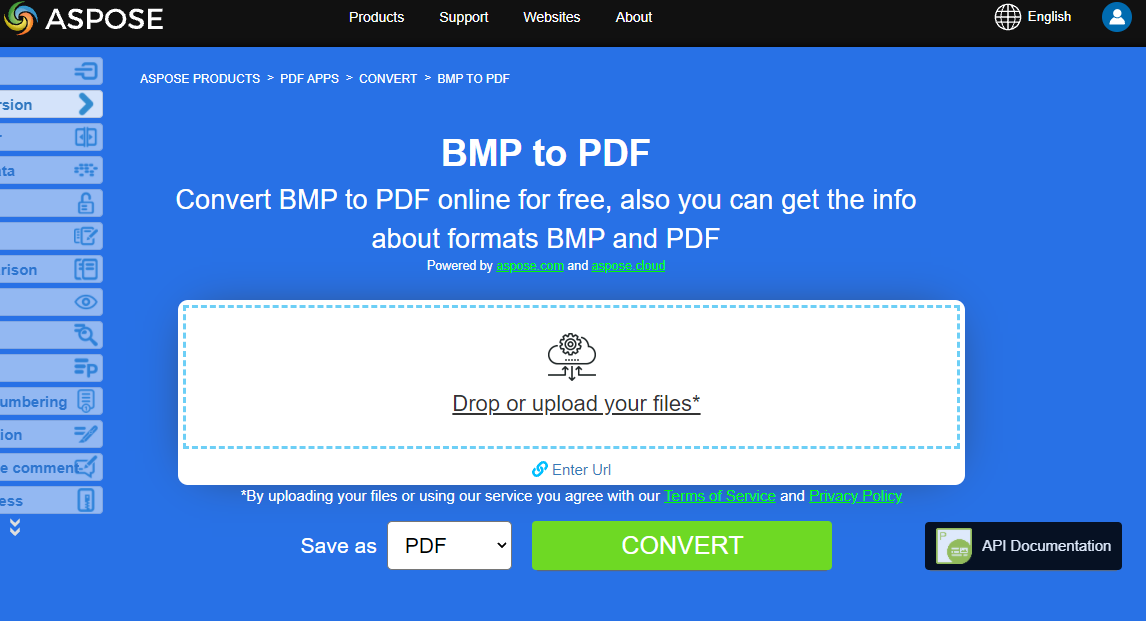 ASPOSE
Products Support Websites About English
ASPOSE PRODUCTS > PDF APPS > CONVERT > BMP TO PDF
rsion
ta
rison
umbering
ion
e comment
ess
BMP to PDF
Convert BMP to PDF online for free, also you can get the info
about formats BMP and PDF
Powered by aspose.com and aspose.cloud
Drop or upload your files*
Enter Url
*By uploading your files or using our service you agree with our Terms of Service and Privacy Policy
Save as PDF CONVERT
API Documentation